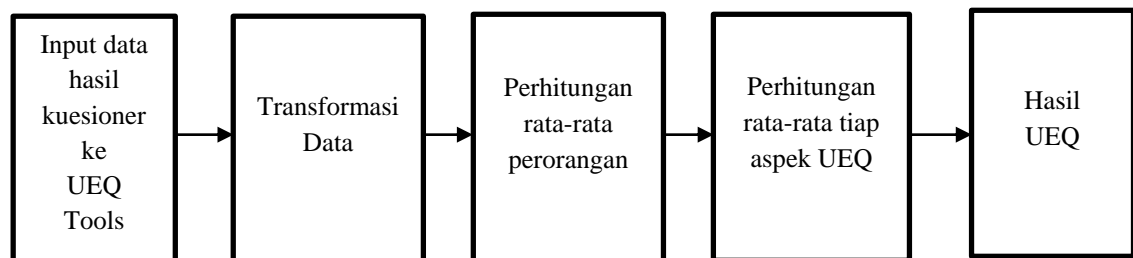 Input data
hasil
kuesioner
ke
UEQ
Tools
Transformasi
Data
Perhitungan
rata-rata
perorangan
Perhitungan
rata-rata tiap
aspek UEQ
Hasil
UEQ